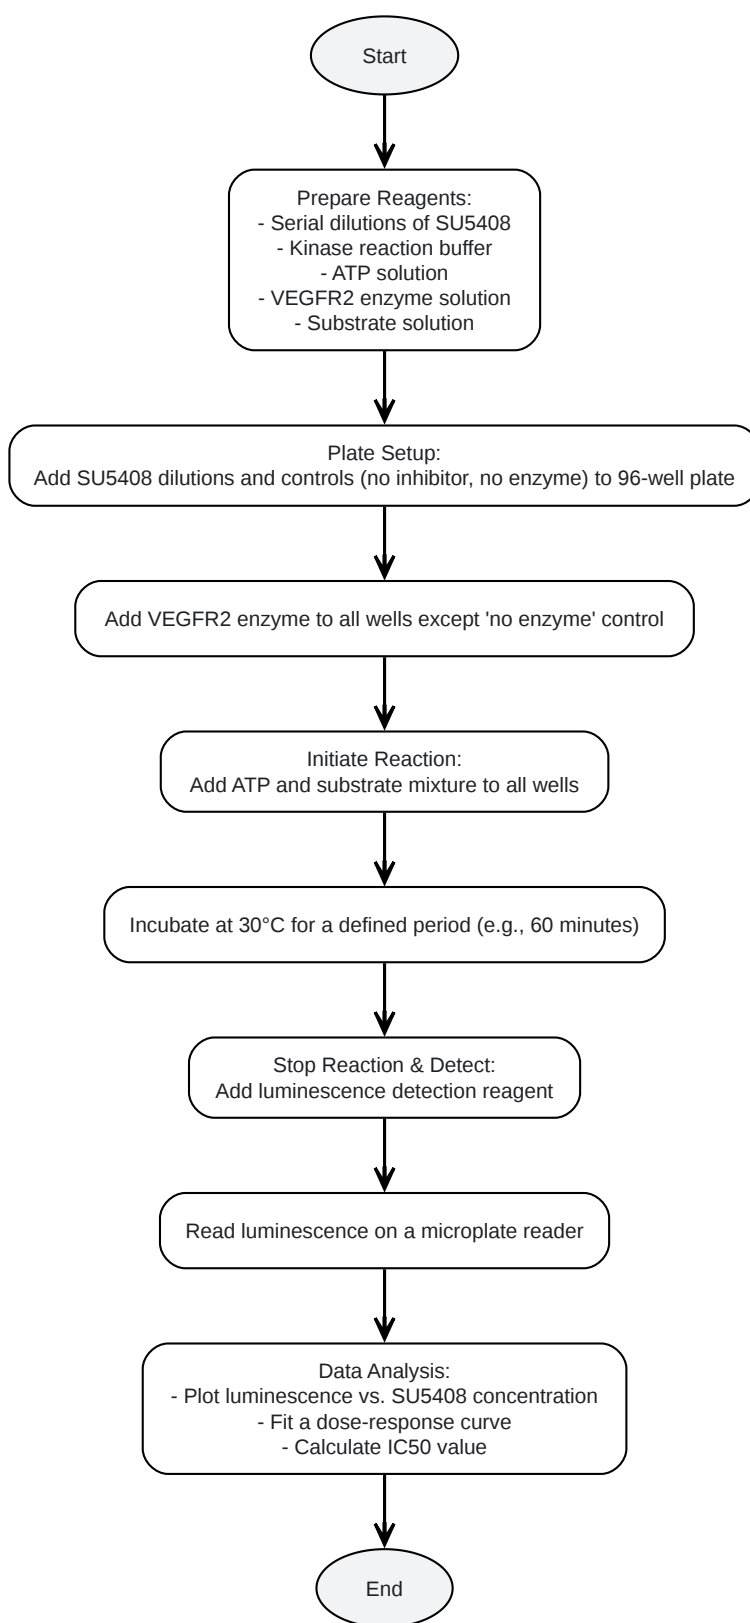 Start
Prepare Reagents:
- Serial dilutions of SU5408
- Kinase reaction buffer
- ATP solution
- VEGFR2 enzyme solution
- Substrate solution
Plate Setup:
Add SU5408 dilutions and controls (no inhibitor, no enzyme) to 96-well plate
Add VEGFR2 enzyme to all wells except 'no enzyme' control
Initiate Reaction:
Add ATP and substrate mixture to all wells
Incubate at 30°C for a defined period (e.g., 60 minutes)
Stop Reaction & Detect:
Add luminescence detection reagent
Read luminescence on a microplate reader
Data Analysis:
- Plot luminescence vs. SU5408 concentration
- Fit a dose-response curve
- Calculate IC50 value
End